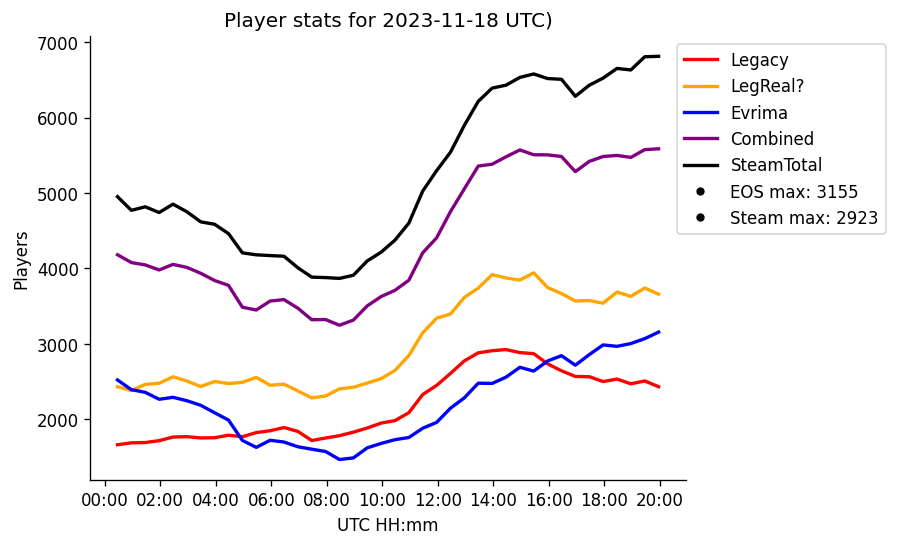 Player stats for 2023-11-18 UTC)
7000
6000
5000
4000
3000
2000
Players
00:00 02:00 04:00 06:00 08:00 10:00 12:00 14:00 16:00 18:00 20:00
UTC HH:mm
Legacy
LegReal?
Evrima
Combined
SteamTotal
EOS max: 3155
Steam max: 2923